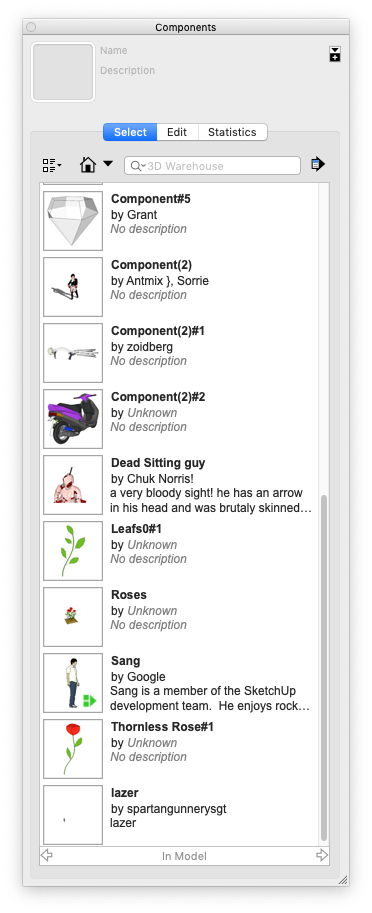 Components
Name
Description
Select Edit Statistics
3D Warehouse
Component#5
by Grant
No description
Component(2)
by Antmix }, Sorrie
No description
Component(2)#1
by zoidberg
No description
Component(2)#2
by Unknown
No description
Dead Sitting guy
by Chuk Norris!
a very bloody sight! he has an arrow
in his head and was brutaly skinned…
Leafs0#1
by Unknown
No description
Roses
by Unknown
No description
Sang
by Google
Sang is a member of the SketchUp
development team.  He enjoys rock…
Thornless Rose#1
by Unknown
No description
lazer
by spartangunnerysgt
lazer
In Model